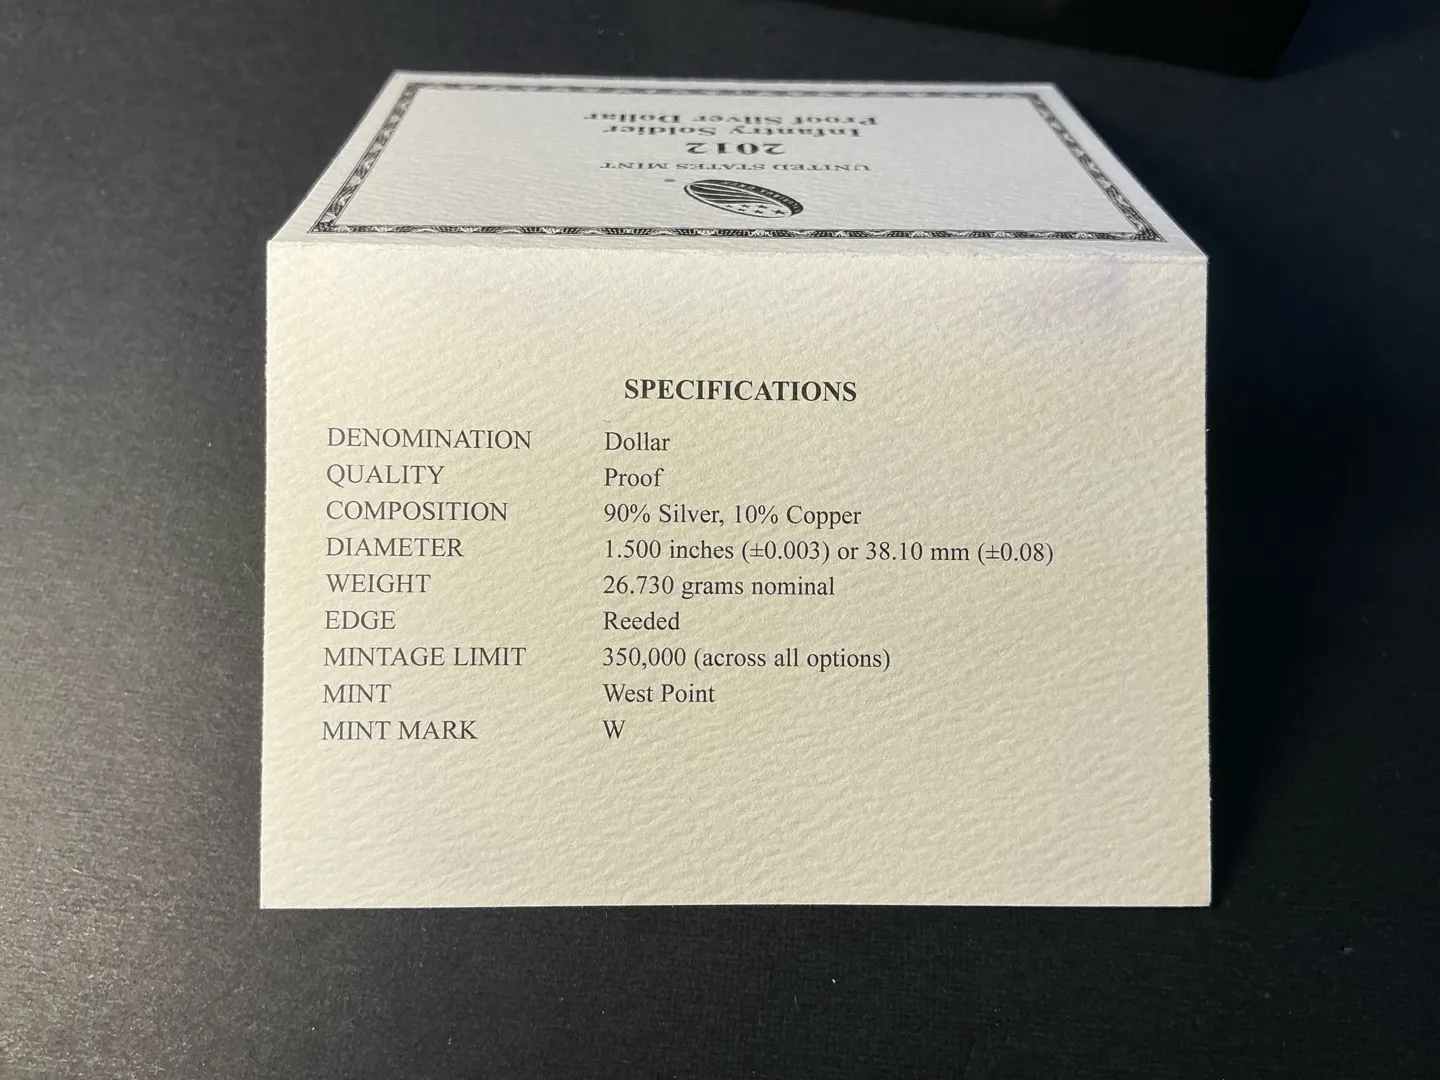 UNITED STATES MINT
2012
Infantry Soldier
Proof Silver Dollar
SPECIFICATIONS
DENOMINATION Dollar
QUALITY Proof
COMPOSITION 90% Silver, 10% Copper
DIAMETER 1.500 inches (±0.003) or 38.10 mm (±0.08)
WEIGHT 26.730 grams nominal
EDGE Reeded
MINTAGE LIMIT 350,000 (across all options)
MINT West Point
MINT MARK W